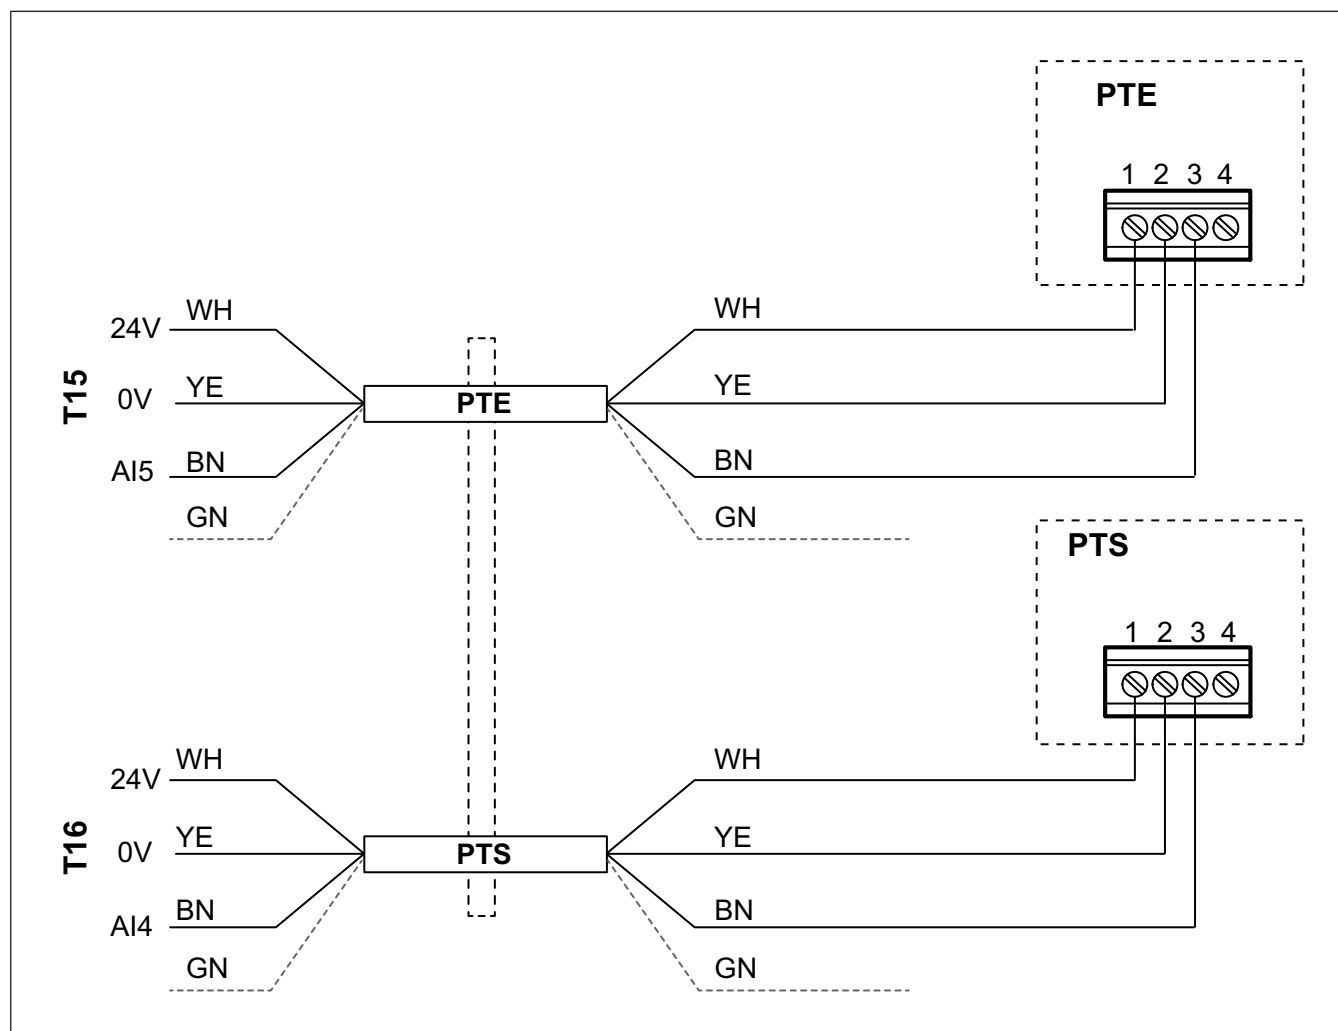 PTE
1 2 3 4
WH WH
24V
T15
YE YE
0V
PTE
BN BN
AI5
GN GN
PTS
1 2 3 4
WH WH
24V
T16
YE YE
0V
PTS
BN BN
AI4
GN GN